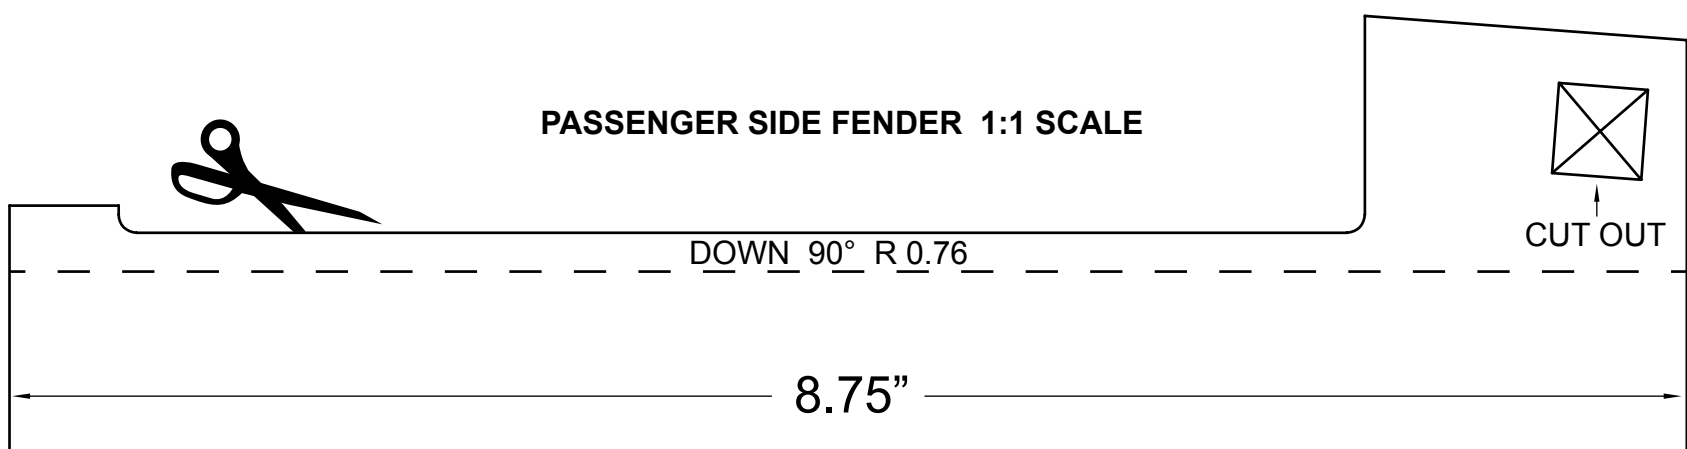 PASSENGER SIDE FENDER 1:1 SCALE
CUT OUT
DOWN 90° R 0.76
8.75”